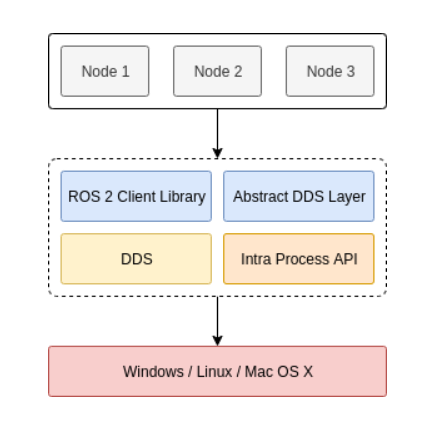 Node 1
Node 2
Node 3
ROS 2 Client Library
Abstract DDS Layer
DDS
Intra Process API
Windows / Linux / Mac OS X